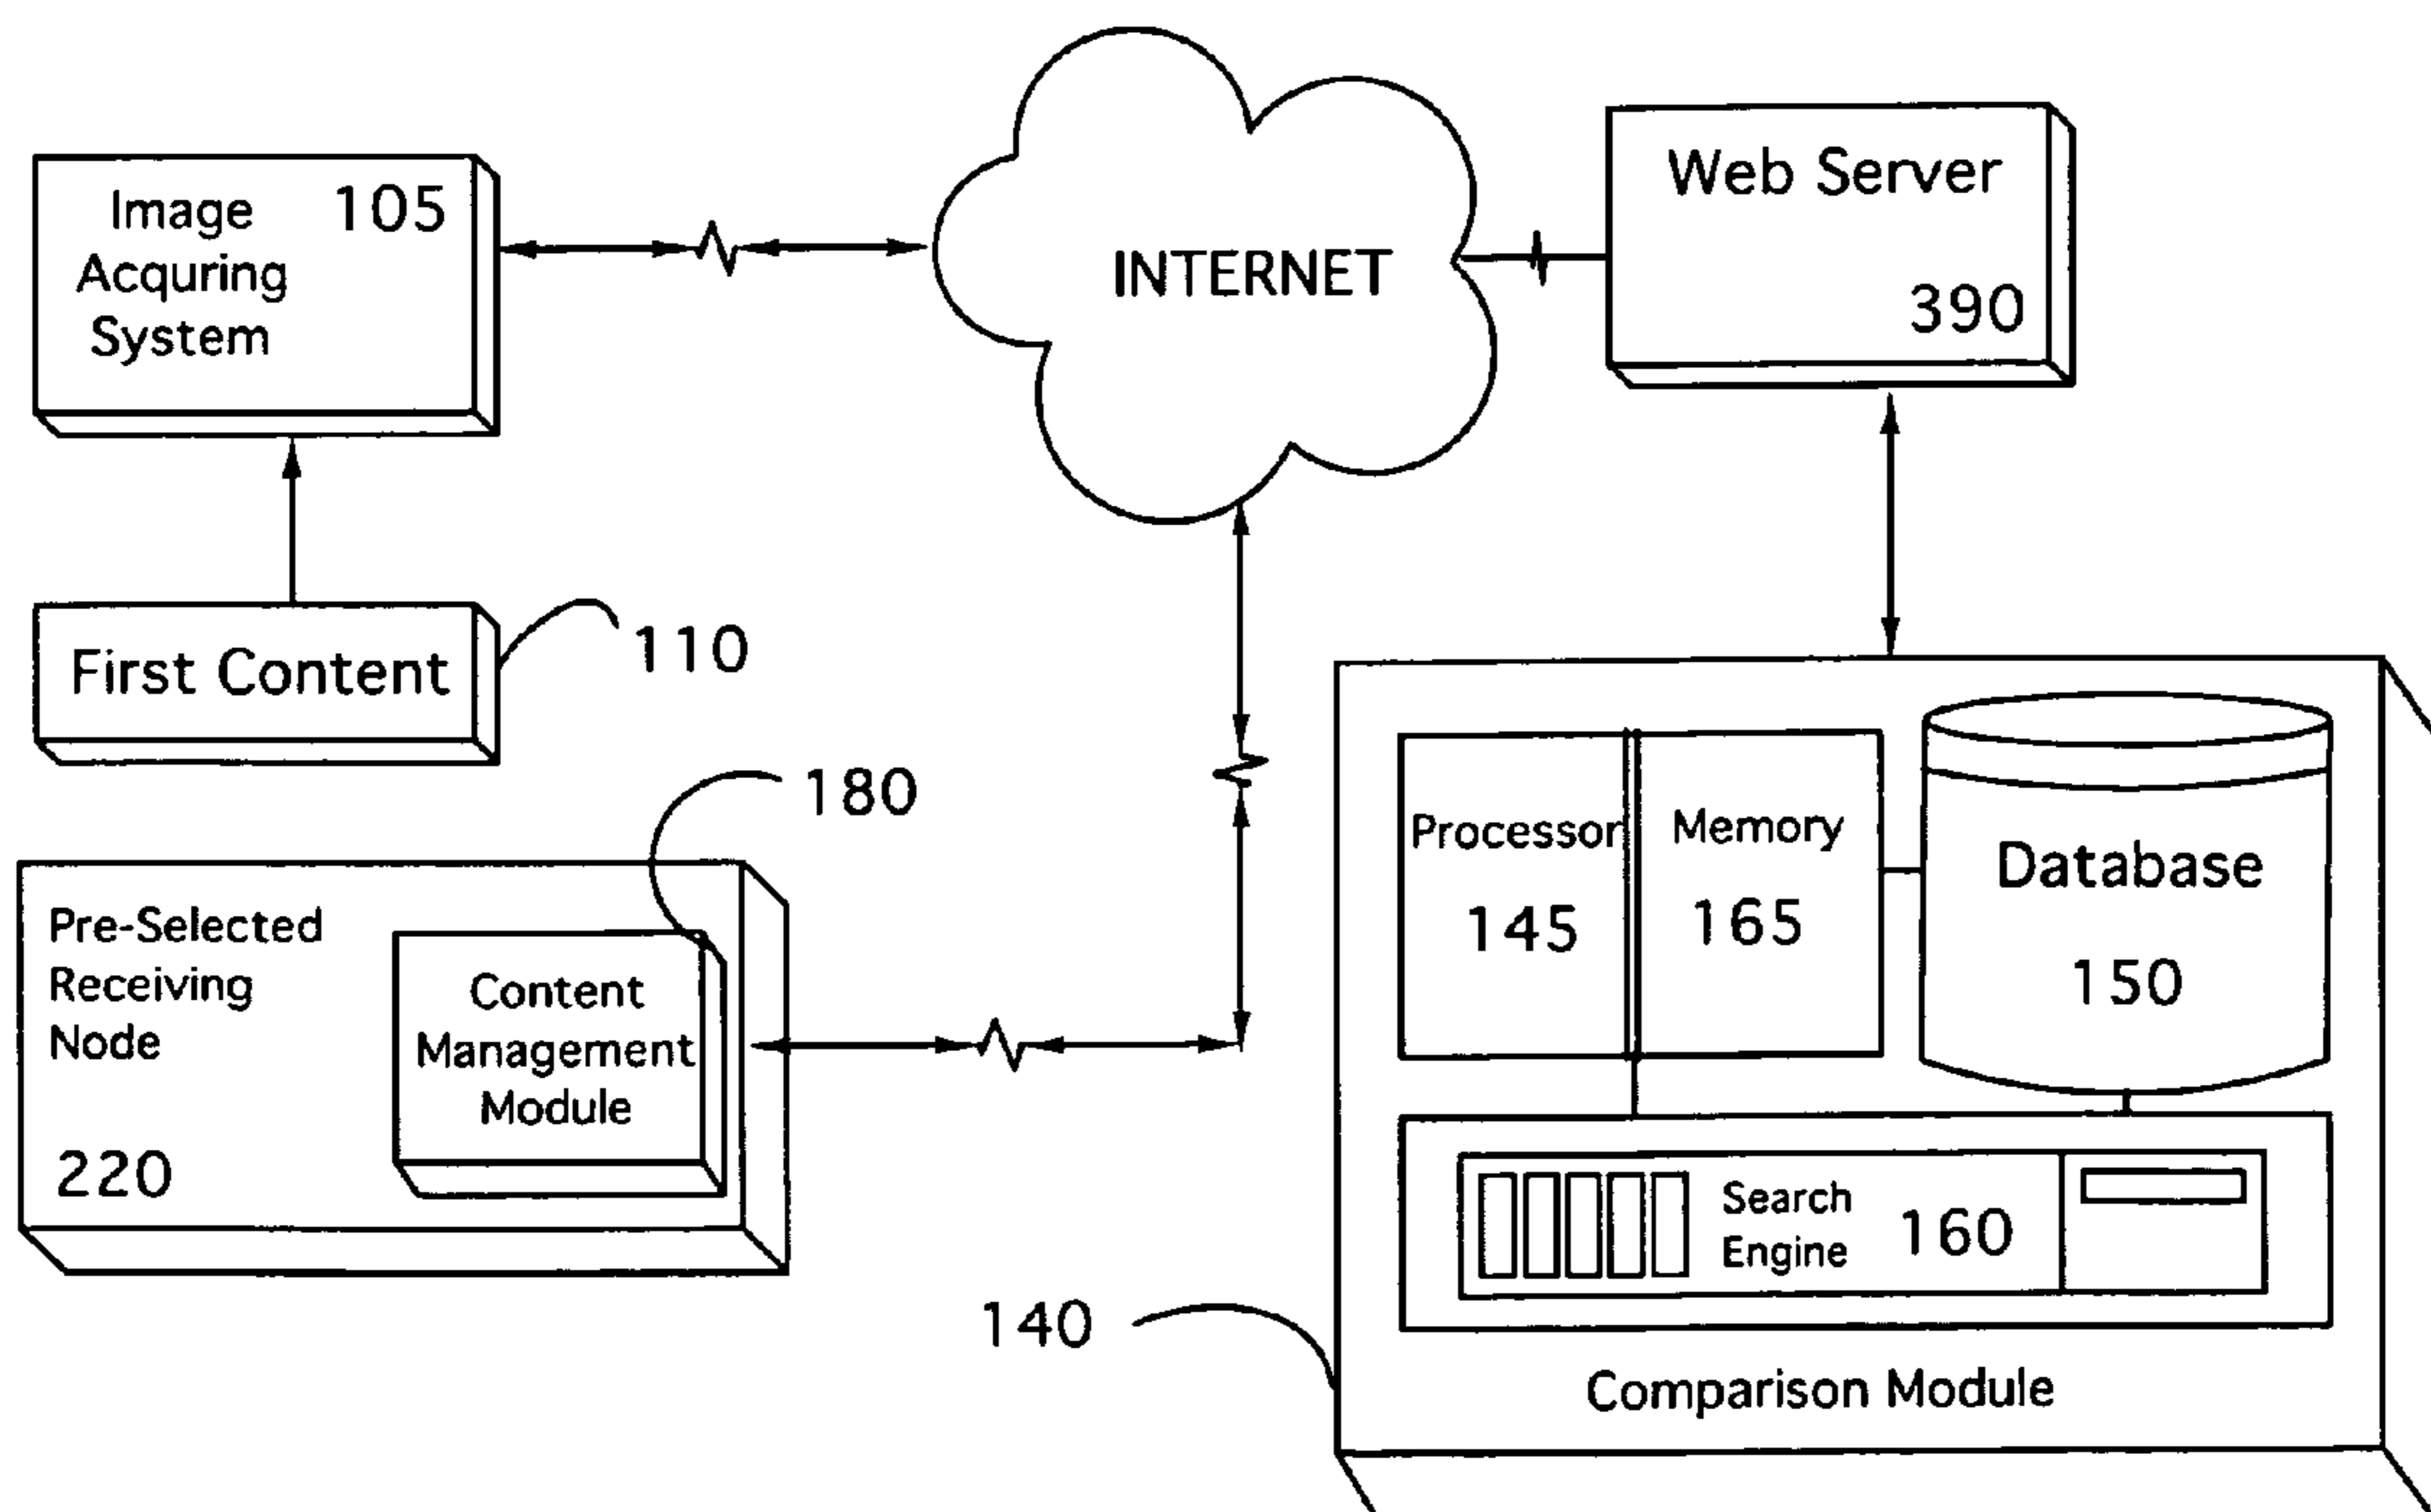 Image 105
Acquring
System
INTERNET
Web Server
390
First Content
110
180
Pre-Selected
Receiving
Node
220
Content
Management
Module
Processor
145
Memory
165
Database
150
Search
Engine
160
140
Comparison Module